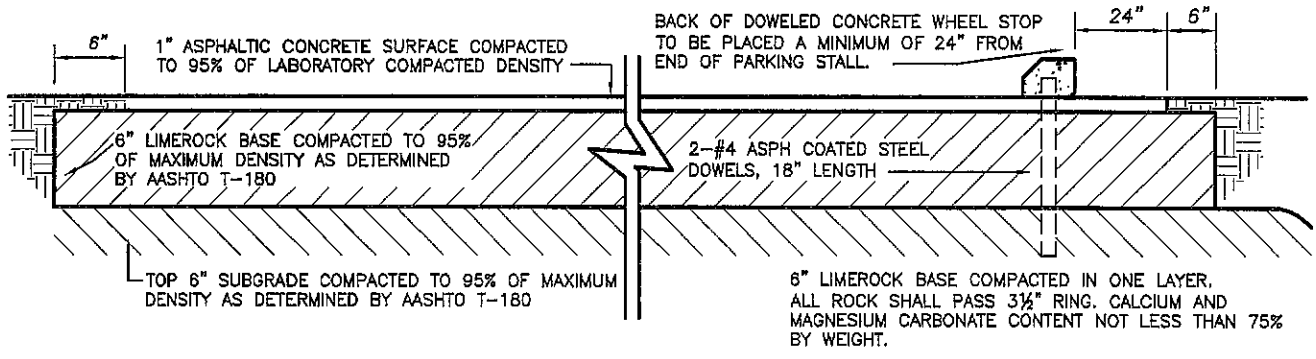 6"
1" ASPHALTIC CONCRETE SURFACE COMPACTED
TO 95% OF LABORATORY COMPACTED DENSITY
BACK OF DOWELED CONCRETE WHEEL STOP
TO BE PLACED A MINIMUM OF 24" FROM
END OF PARKING STALL.
24"
6"
6" LIMEROCK BASE COMPACTED TO 95%
OF MAXIMUM DENSITY AS DETERMINED
BY AASHTO T-180
2-#4 ASPH COATED STEEL
DOWELS, 18" LENGTH
TOP 6" SUBGRADE COMPACTED TO 95% OF MAXIMUM
DENSITY AS DETERMINED BY AASHTO T-180
6" LIMEROCK BASE COMPACTED IN ONE LAYER.
ALL ROCK SHALL PASS 3½" RING. CALCIUM AND
MAGNESIUM CARBONATE CONTENT NOT LESS THAN 75%
BY WEIGHT.